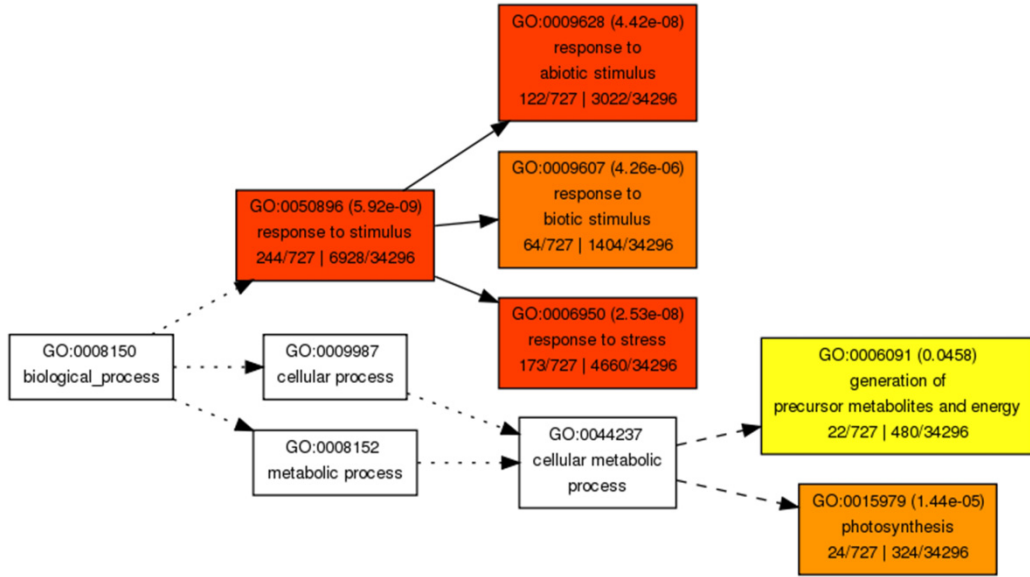 GO:0009628 (4.42e-08)
response to
abiotic stimulus
122/727 | 3022/34296
GO:0009607 (4.26e-06)
response to
biotic stimulus
64/727 | 1404/34296
GO:0050896 (5.92e-09)
response to stimulus
244/727 | 6928/34296
GO:0006950 (2.53e-08)
response to stress
173/727 | 4660/34296
GO:0008150
biological_process
GO:0009987
cellular process
GO:0008152
metabolic process
GO:0044237
cellular metabolic
process
GO:0006091 (0.0458)
generation of
precursor metabolites and energy
22/727 | 480/34296
GO:0015979 (1.44e-05)
photosynthesis
24/727 | 324/34296